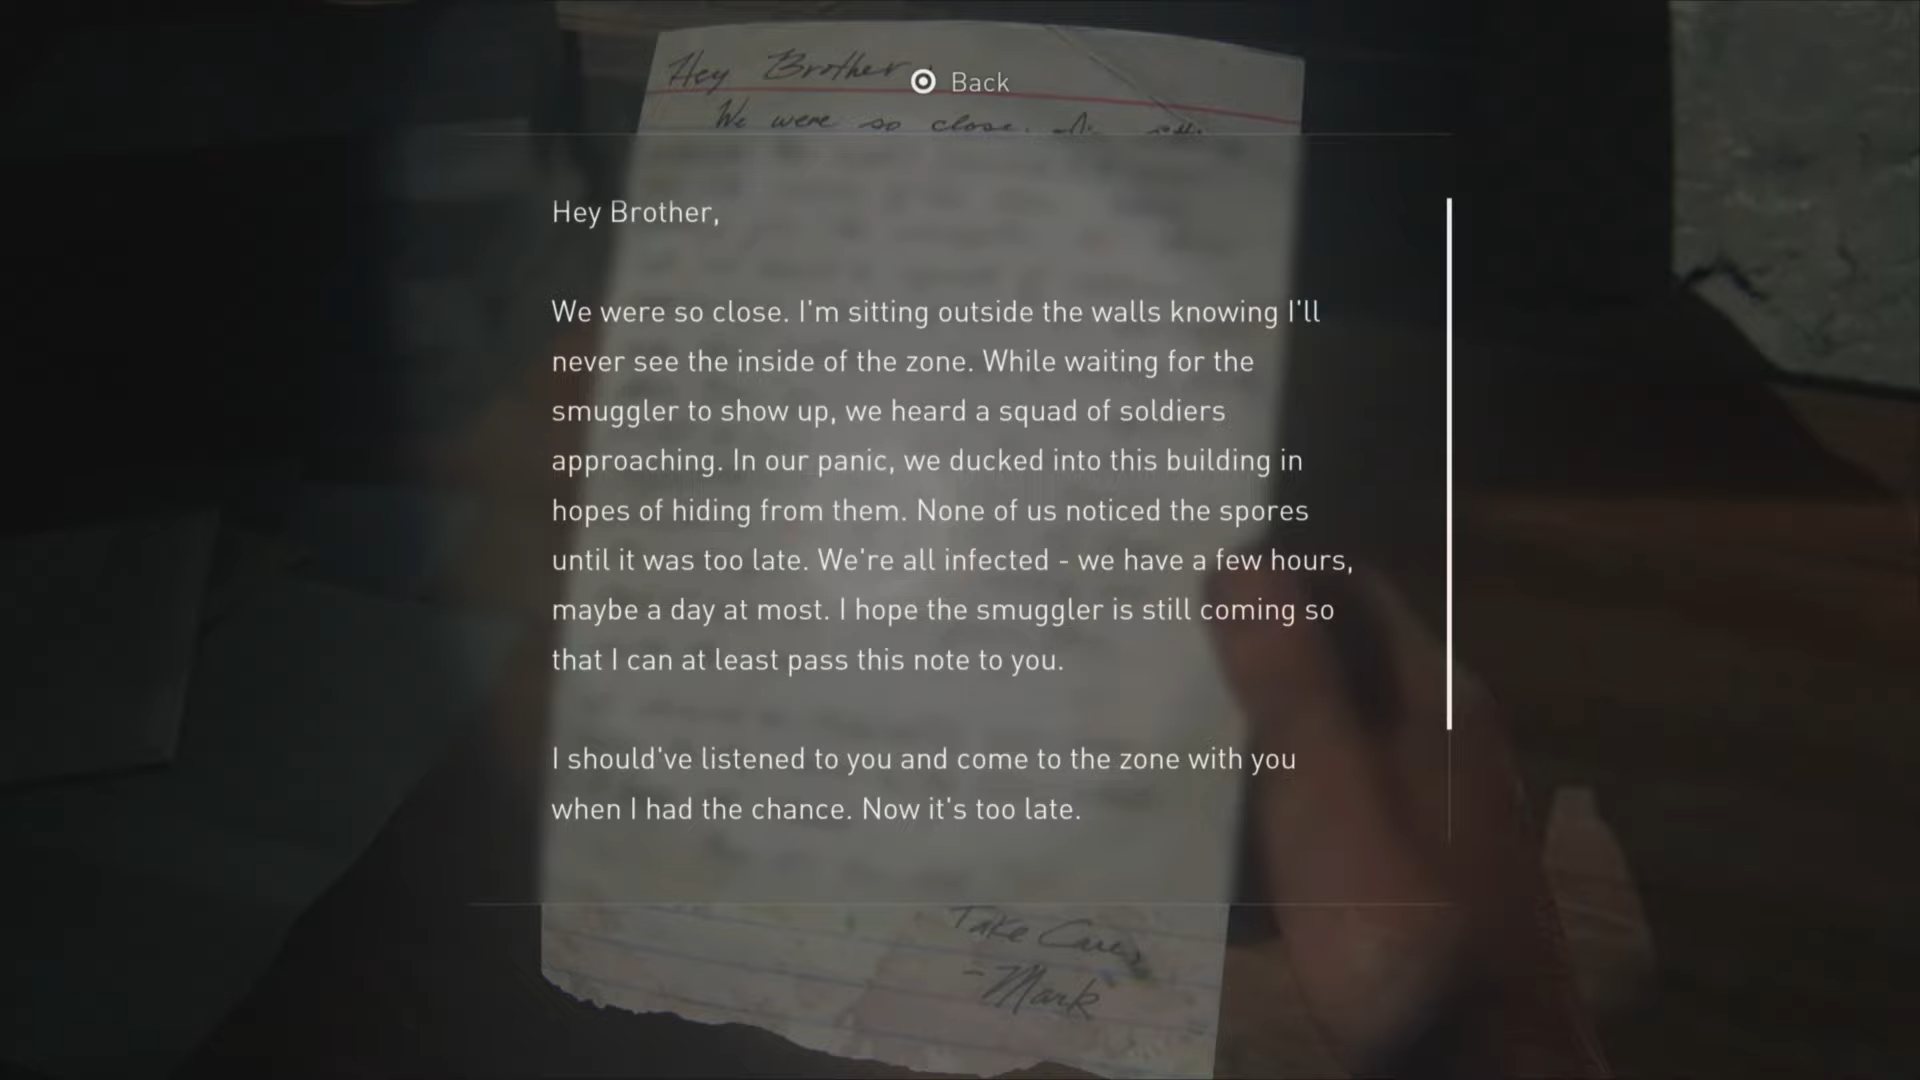 Hey Brother
Back
We were so close.
Hey Brother,
We were so close. I'm sitting outside the walls knowing I'll
never see the inside of the zone. While waiting for the
smuggler to show up, we heard a squad of soldiers
approaching. In our panic, we ducked into this building in
hopes of hiding from them. None of us noticed the spores
until it was too late. We're all infected - we have a few hours,
maybe a day at most. I hope the smuggler is still coming so
that I can at least pass this note to you.
I should've listened to you and come to the zone with you
when I had the chance. Now it's too late.
Take Care,
-Mark